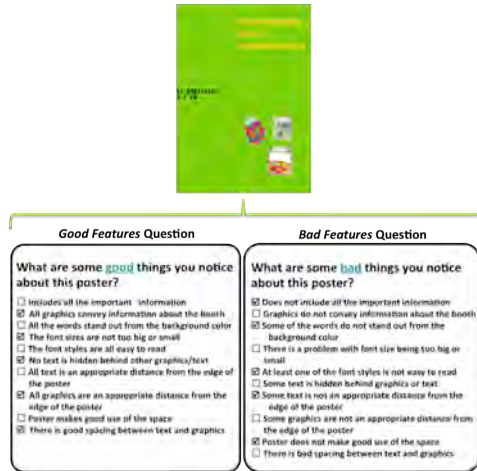 Good Features Question
What are some good things you notice
about this poster?
☐ Includes all the important information
☑ All graphics convey information about the booth
☐ All the words stand out from the background color
☑ The font sizes are not too big or small
☐ The font styles are all easy to read
☑ No text is hidden behind other graphics/text
☐ All text is an appropriate distance from the edge of
the poster
☑ All graphics are an appropriate distance from the
edge of the poster
☐ Poster makes good use of the space
☑ There is good spacing between text and graphics
Bad Features Question
What are some bad things you notice
about this poster?
☑ Does not include all the important information
☐ Graphics do not convey information about the booth
☑ Some of the words do not stand out from the
background color
☐ There is a problem with font size being too big or
small
☑ At least one of the font styles is not easy to read
☐ Some text is hidden behind graphics or text
☑ Some text is not an appropriate distance from the
edge of the poster
☐ Some graphics are not an appropriate distance from
the edge of the poster
☑ Poster does not make good use of the space
☐ There is bad spacing between text and graphics